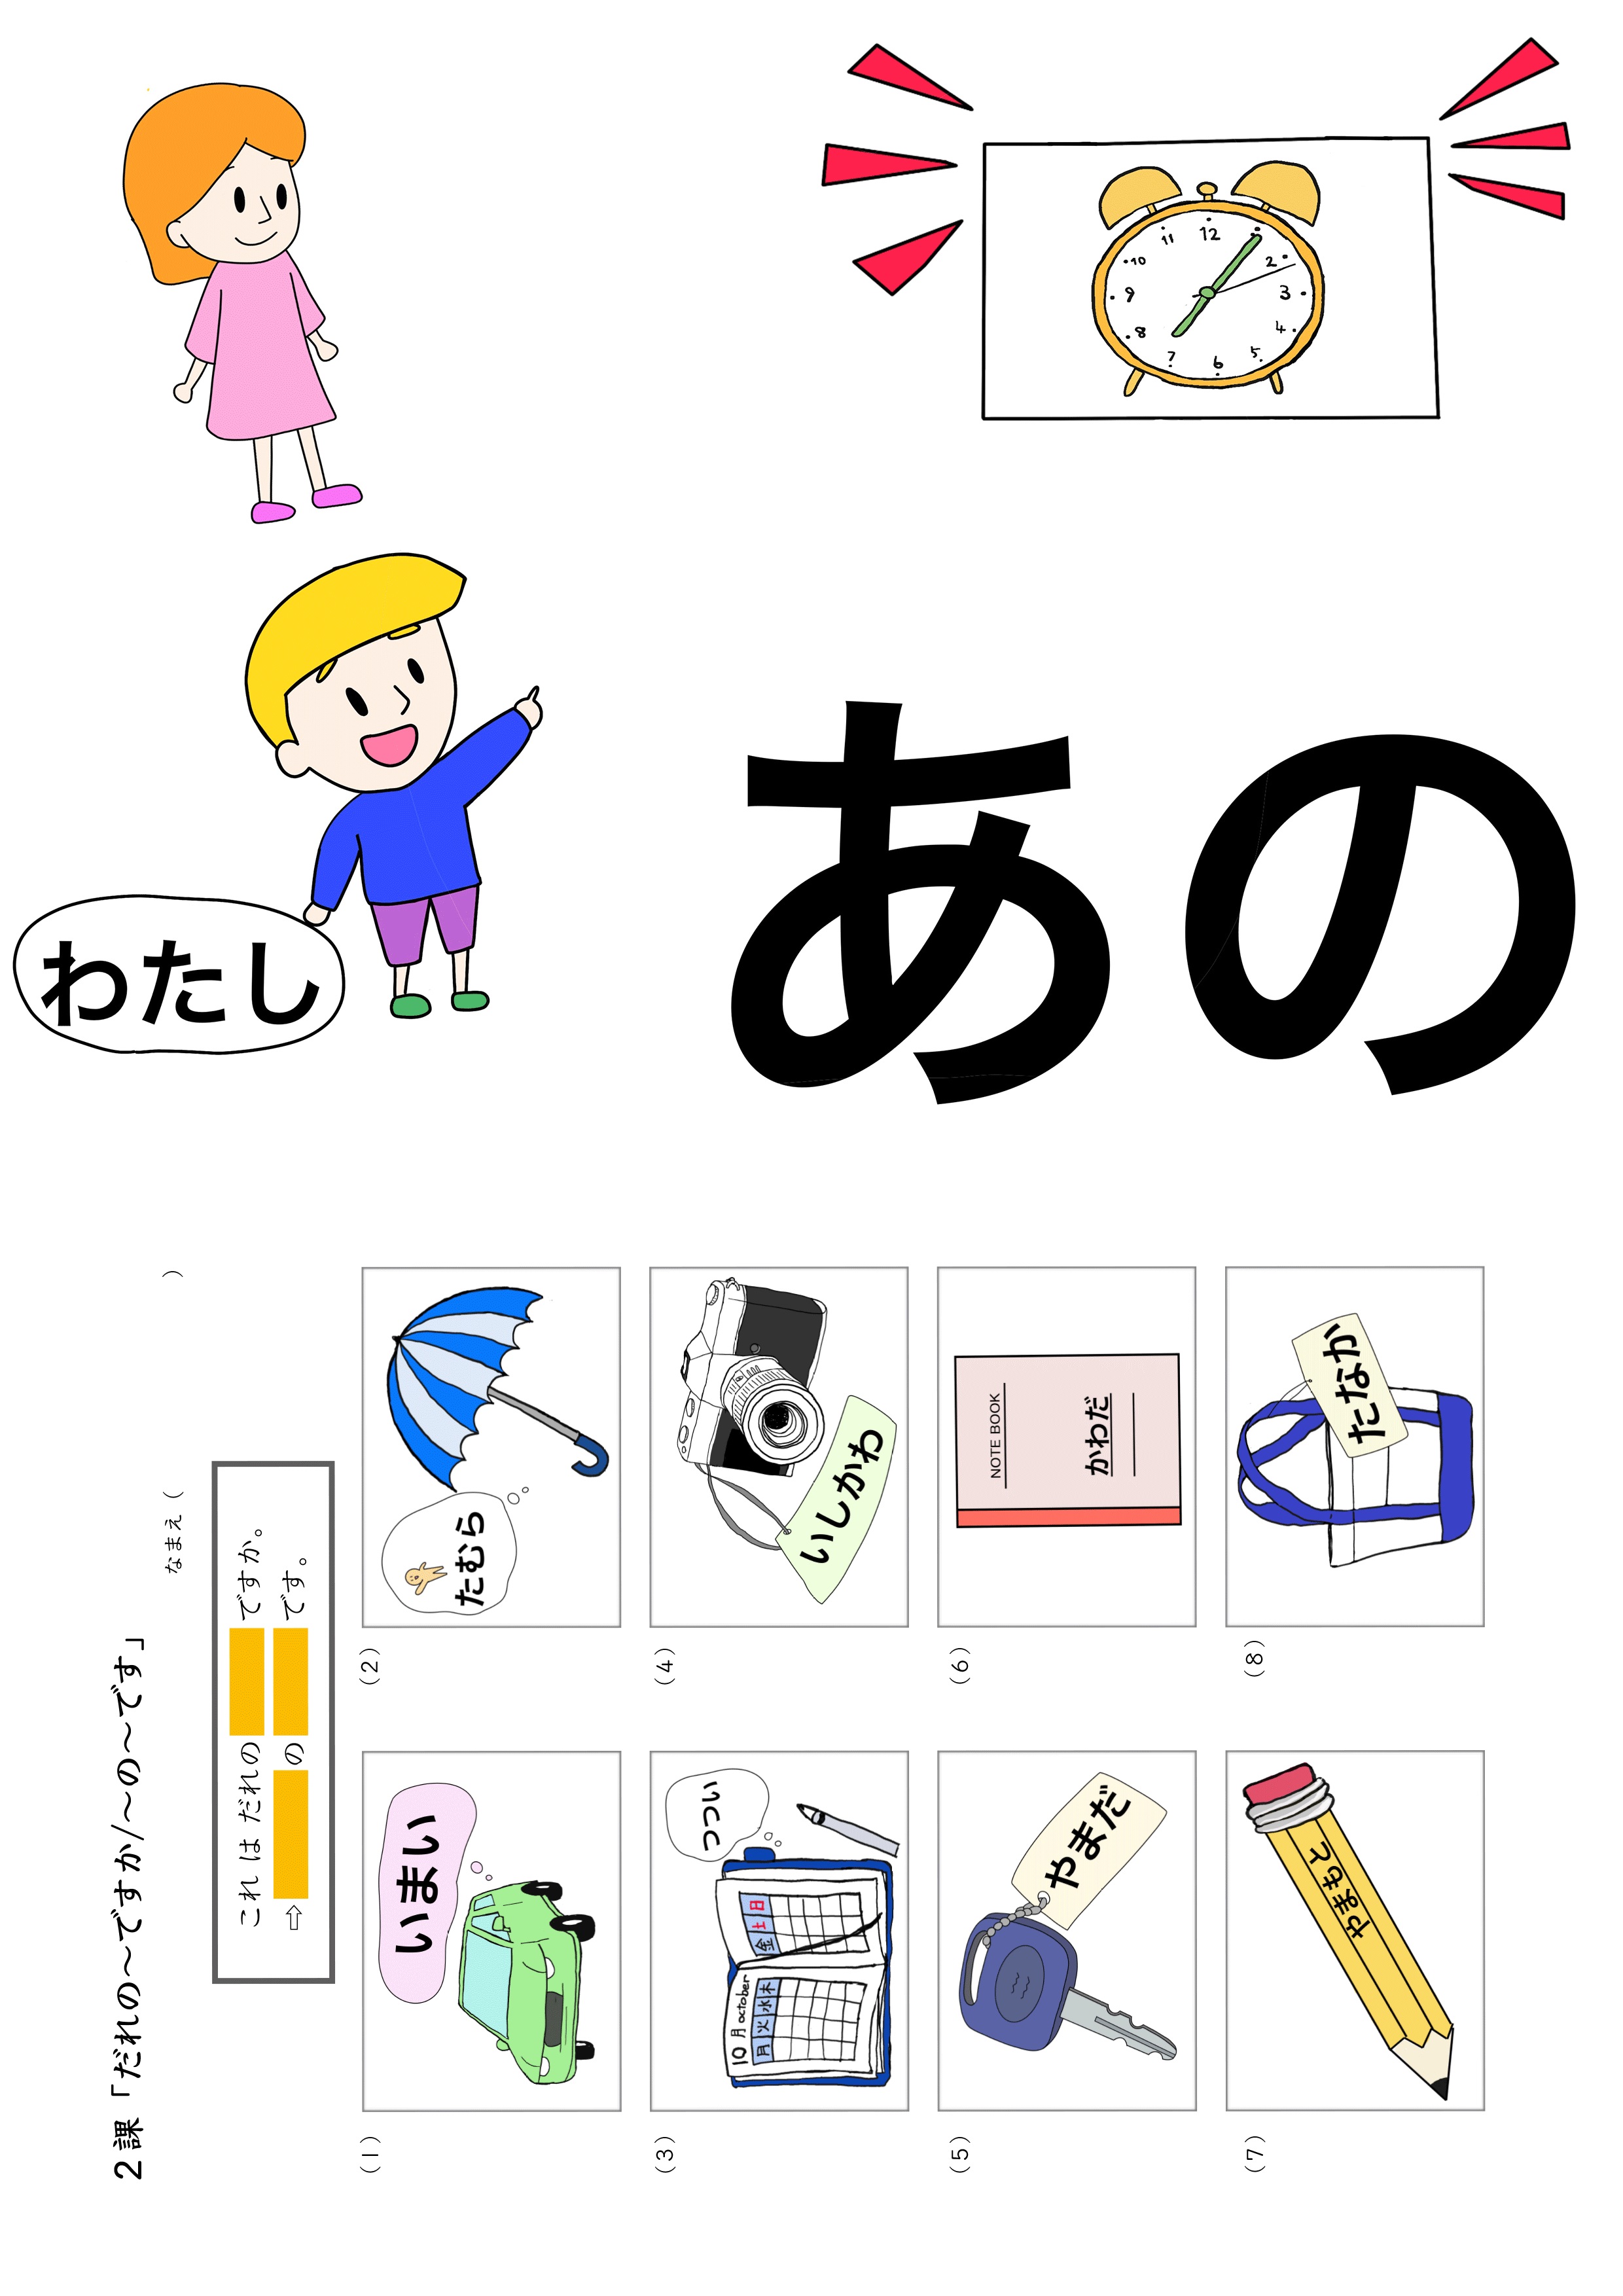 11 12
10 2
9 3
8 4
7 6 5
わたし
あの
2課「だれの～ですか/～の～です」
なまえ（ ）
これ は だれの ですか。
⇨ の です。
(1)
いまい
(2)
たむら
(3)
つつい
10月 october
月 火 水 木 金 土 日
(4)
いしかわ
(5)
やまだ
(6)
NOTE BOOK
かわだ
(7)
やまもと
(8)
たなか